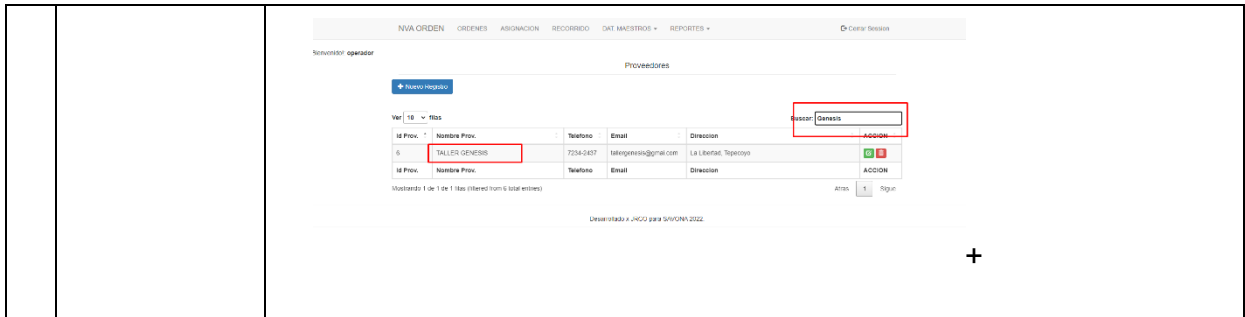 NVA ORDEN ORDENES ASIGNACION RECORRIDO DAT. MAESTROS REPORTES Cerrar Session
Bienvenido!! operador
Proveedores
+ Nuevo Registro
Ver 10 filas Buscar: Genesis
Id Prov. Nombre Prov. Telefono Email Direccion ACCION
6 TALLER GENESIS 7234-2437 tallergenesis@gmai.com La Libertad, Tepecoyo
Id Prov. Nombre Prov. Telefono Email Direccion ACCION
Mostrando 1 de 1 de 1 filas (filtered from 6 total entries) Atras 1 Sigue
Desarrollado x JRGO para SAVONA 2022.
+